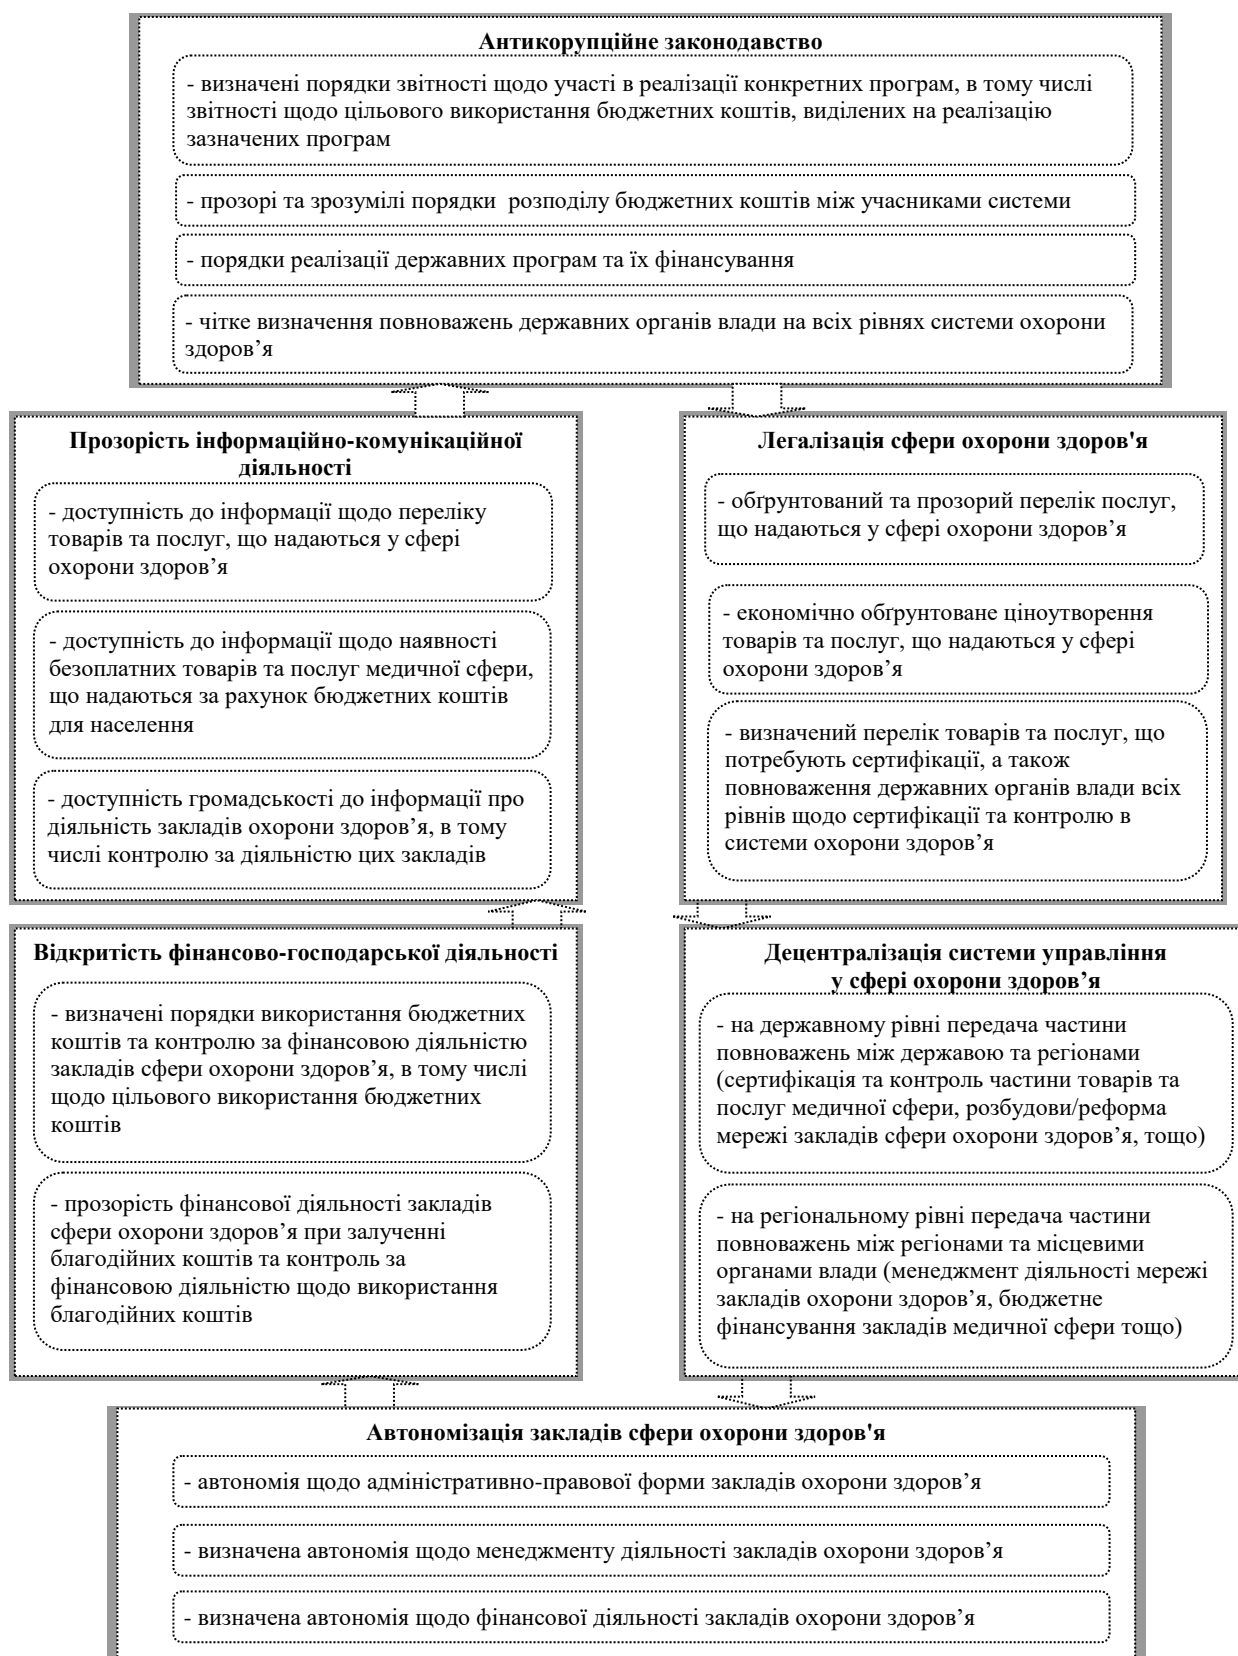 Антикорупційне законодавство
- визначені порядки звітності щодо участі в реалізації конкретних програм, в тому числі
звітності щодо цільового використання бюджетних коштів, виділених на реалізацію
зазначених програм
- прозорі та зрозумілі порядки розподілу бюджетних коштів між учасниками системи
- порядки реалізації державних програм та їх фінансування
- чітке визначення повноважень державних органів влади на всіх рівнях системи охорони
здоров’я
Прозорість інформаційно-комунікаційної
діяльності
- доступність до інформації щодо переліку
товарів та послуг, що надаються у сфері
охорони здоров’я
- доступність до інформації щодо наявності
безоплатних товарів та послуг медичної сфери,
що надаються за рахунок бюджетних коштів
для населення
- доступність громадськості до інформації про
діяльність закладів охорони здоров’я, в тому
числі контролю за діяльністю цих закладів
Легалізація сфери охорони здоров'я
- обґрунтований та прозорий перелік послуг,
що надаються у сфері охорони здоров’я
- економічно обґрунтоване ціноутворення
товарів та послуг, що надаються у сфері
охорони здоров’я
- визначений перелік товарів та послуг, що
потребують сертифікації, а також
повноваження державних органів влади всіх
рівнів щодо сертифікації та контролю в
системи охорони здоров’я
Відкритість фінансово-господарської діяльності
- визначені порядки використання бюджетних
коштів та контролю за фінансовою діяльністю
закладів сфери охорони здоров’я, в тому числі
щодо цільового використання бюджетних
коштів
- прозорість фінансової діяльності закладів
сфери охорони здоров’я при залученні
благодійних коштів та контроль за
фінансовою діяльністю щодо використання
благодійних коштів
Децентралізація системи управління
у сфері охорони здоров’я
- на державному рівні передача частини
повноважень між державою та регіонами
(сертифікація та контроль частини товарів та
послуг медичної сфери, розбудови/реформа
мережі закладів сфери охорони здоров’я, тощо)
- на регіональному рівні передача частини
повноважень між регіонами та місцевими
органами влади (менеджмент діяльності мережі
закладів охорони здоров’я, бюджетне
фінансування закладів медичної сфери тощо)
Автономізація закладів сфери охорони здоров'я
- автономія щодо адміністративно-правової форми закладів охорони здоров’я
- визначена автономія щодо менеджменту діяльності закладів охорони здоров’я
- визначена автономія щодо фінансової діяльності закладів охорони здоров’я